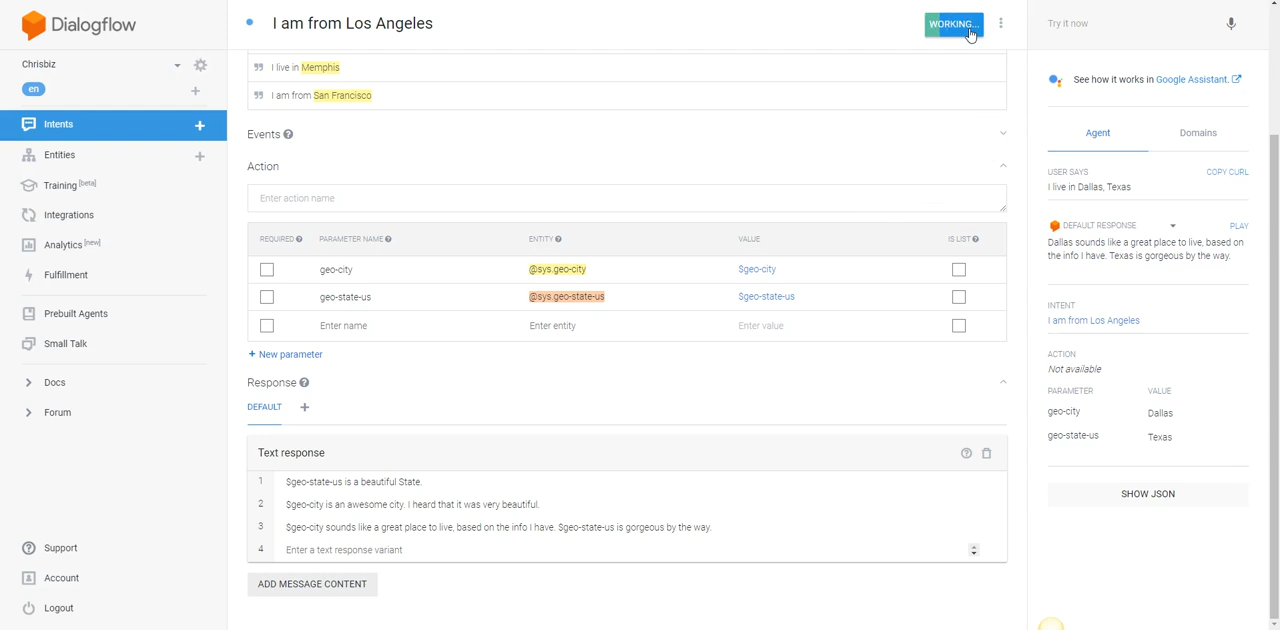 Dialogflow
Chrisbiz
en
Intents
Entities
Training [beta]
Integrations
Analytics [new]
Fulfillment
Prebuilt Agents
Small Talk
Docs
Forum
Support
Account
Logout
I am from Los Angeles
WORKING...
I live in Memphis
I am from San Francisco
Events
Action
Enter action name
REQUIRED PARAMETER NAME ENTITY VALUE IS LIST
geo-city @sys.geo-city $geo-city
geo-state-us @sys.geo-state-us $geo-state-us
Enter name Enter entity Enter value
+ New parameter
Response
DEFAULT +
Text response
1 $geo-state-us is a beautiful State.
2 $geo-city is an awesome city. I heard that it was very beautiful.
3 $geo-city sounds like a great place to live, based on the info I have. $geo-state-us is gorgeous by the way.
4 Enter a text response variant
ADD MESSAGE CONTENT
Try it now
See how it works in Google Assistant.
Agent Domains
USER SAYS COPY CURL
I live in Dallas, Texas
DEFAULT RESPONSE PLAY
Dallas sounds like a great place to live, based on
the info I have. Texas is gorgeous by the way.
INTENT
I am from Los Angeles
ACTION
Not available
PARAMETER VALUE
geo-city Dallas
geo-state-us Texas
SHOW JSON